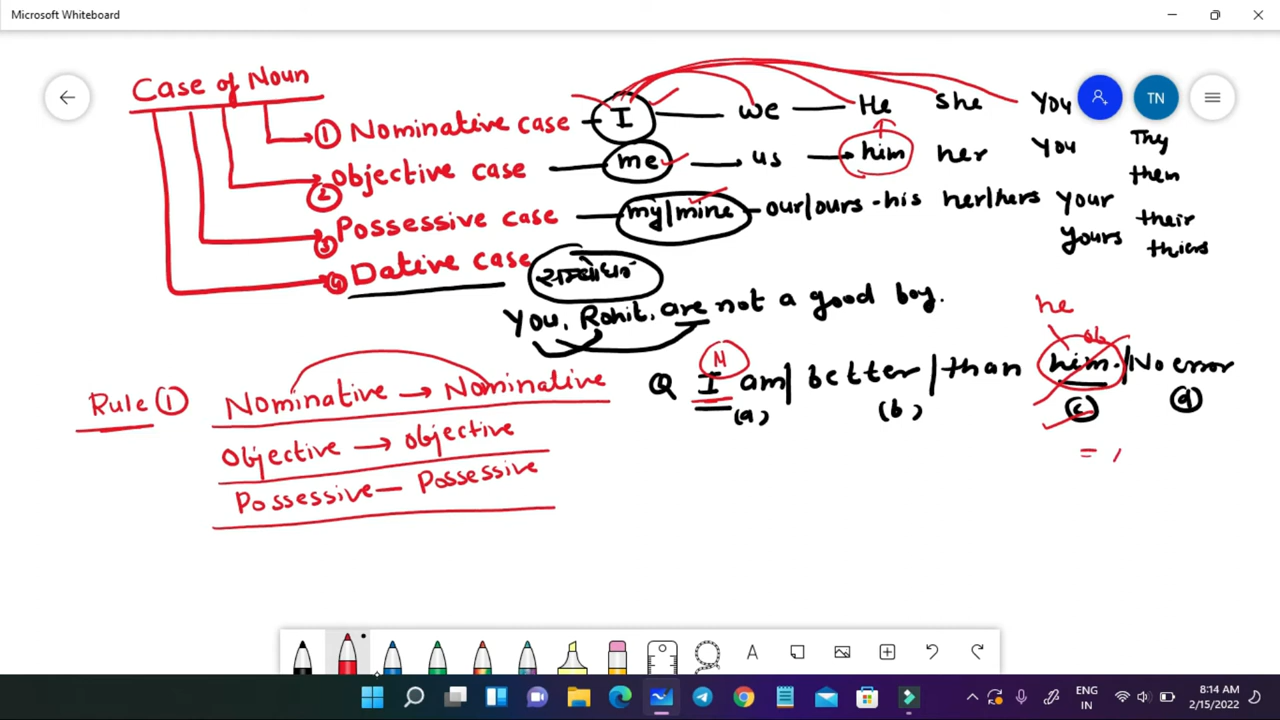 Microsoft Whiteboard
Case of Noun
① Nominative case - I — we — He she You
② Objective case — me — us — him her You They
them
③ Possessive case — my/mine - our/ours - his her/hers your their
yours thiers
④ Dative case
You, Rohit, are not a good boy.
he
N ob
Rule ① Nominative → Nominative
Q I am/ better / than him. / No error
(a) (b) (c) (d)
Objective → objective
Possessive — Possessive
=
TN
A
ENG
IN
8:14 AM
2/15/2022